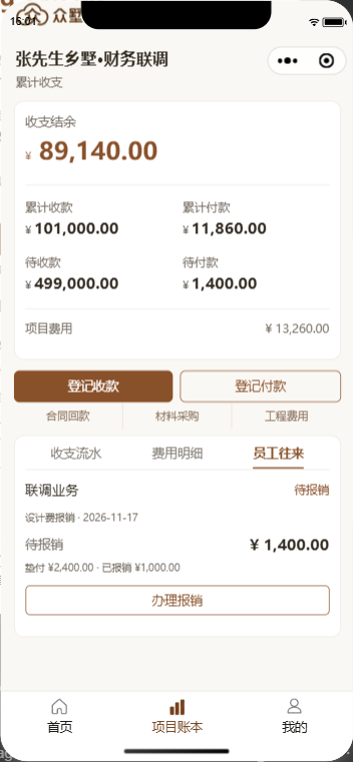 16:01
众墅
张先生乡墅·财务联调
累计收支
收支结余
¥ 89,140.00
累计收款 累计付款
¥ 101,000.00 ¥ 11,860.00
待收款 待付款
¥ 499,000.00 ¥ 1,400.00
项目费用 ¥ 13,260.00
登记收款 登记付款
合同回款 材料采购 工程费用
收支流水 费用明细 员工往来
联调业务 待报销
设计费报销 · 2026-11-17
待报销 ¥ 1,400.00
垫付 ¥2,400.00 · 已报销 ¥1,000.00
办理报销
首页 项目账本 我的